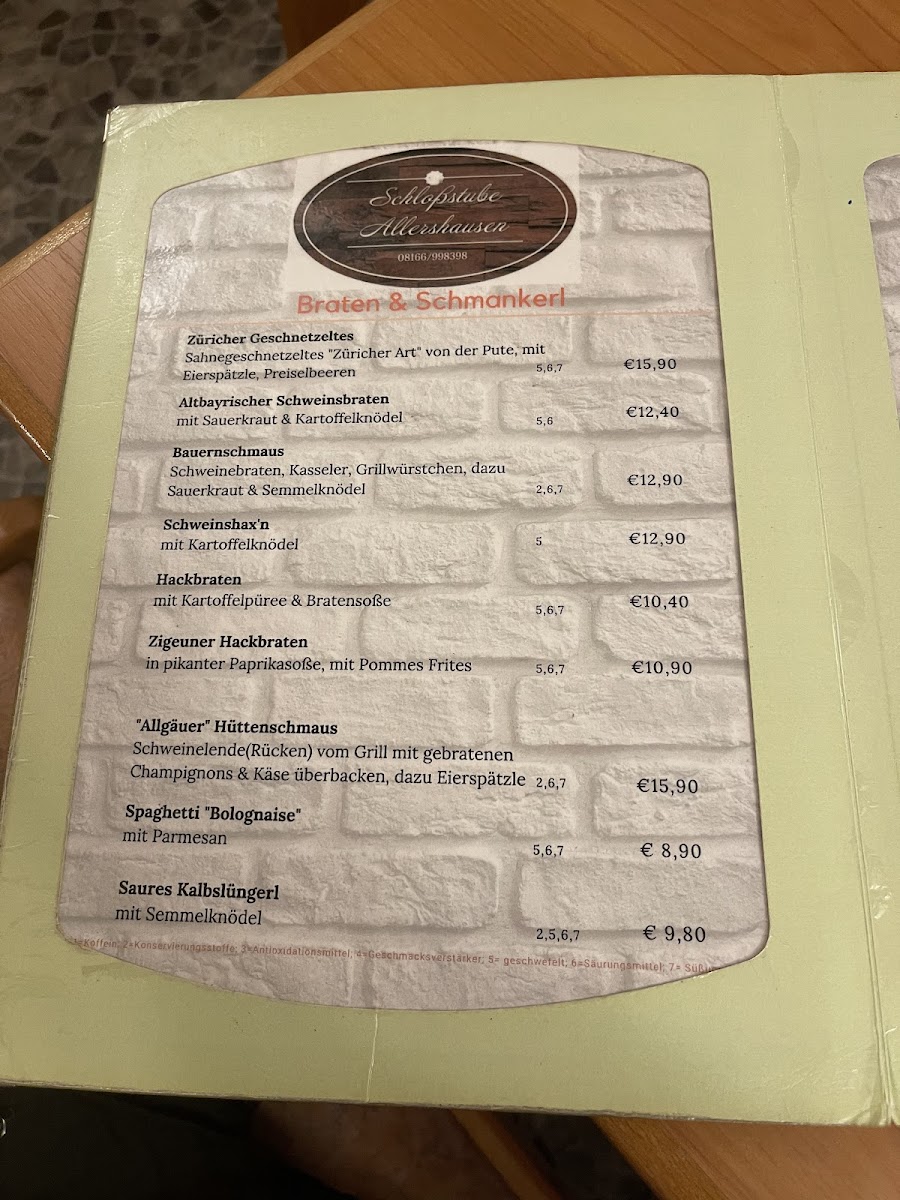 Schloßstube
Allershausen
08166/998398
Braten & Schmankerl
Züricher Geschnetzeltes
Sahnegeschnetzeltes "Züricher Art" von der Pute, mit
Eierspätzle, Preiselbeeren 5,6,7 €15,90
Altbayrischer Schweinsbraten
mit Sauerkraut & Kartoffelknödel 5,6 €12,40
Bauernschmaus
Schweinebraten, Kasseler, Grillwürstchen, dazu
Sauerkraut & Semmelknödel 2,6,7 €12,90
Schweinshax'n
mit Kartoffelknödel 5 €12,90
Hackbraten
mit Kartoffelpüree & Bratensoße 5,6,7 €10,40
Zigeuner Hackbraten
in pikanter Paprikasoße, mit Pommes Frites 5,6,7 €10,90
"Allgäuer" Hüttenschmaus
Schweinelende(Rücken) vom Grill mit gebratenen
Champignons & Käse überbacken, dazu Eierspätzle 2,6,7 €15,90
Spaghetti "Bolognaise"
mit Parmesan 5,6,7 € 8,90
Saures Kalbslüngerl
mit Semmelknödel 2,5,6,7 € 9,80
Koffein; 2=Konservierungsstoffe; 3=Antioxidationsmittel; 4=Geschmacksverstärker; 5= geschwefelt; 6=Säurungsmittel; 7=